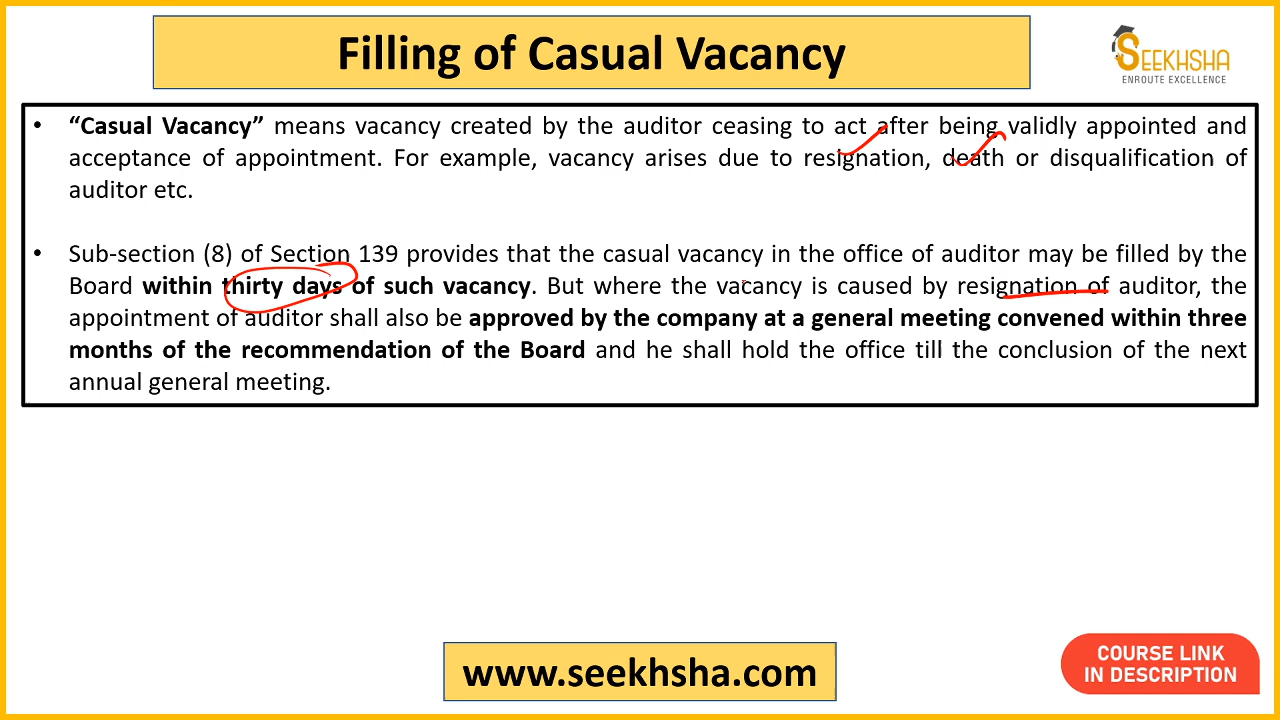 Filling of Casual Vacancy
SEEKHSHA
ENROUTE EXCELLENCE
• “Casual Vacancy” means vacancy created by the auditor ceasing to act after being validly appointed and
acceptance of appointment. For example, vacancy arises due to resignation, death or disqualification of
auditor etc.
• Sub-section (8) of Section 139 provides that the casual vacancy in the office of auditor may be filled by the
Board within thirty days of such vacancy. But where the vacancy is caused by resignation of auditor, the
appointment of auditor shall also be approved by the company at a general meeting convened within three
months of the recommendation of the Board and he shall hold the office till the conclusion of the next
annual general meeting.
www.seekhsha.com
COURSE LINK
IN DESCRIPTION